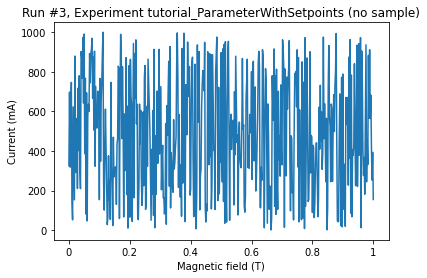 Run #3, Experiment tutorial_ParameterWithSetpoints (no sample)
1000
800
600
400
200
0
Current (mA)
0 0.2 0.4 0.6 0.8 1
Magnetic field (T)